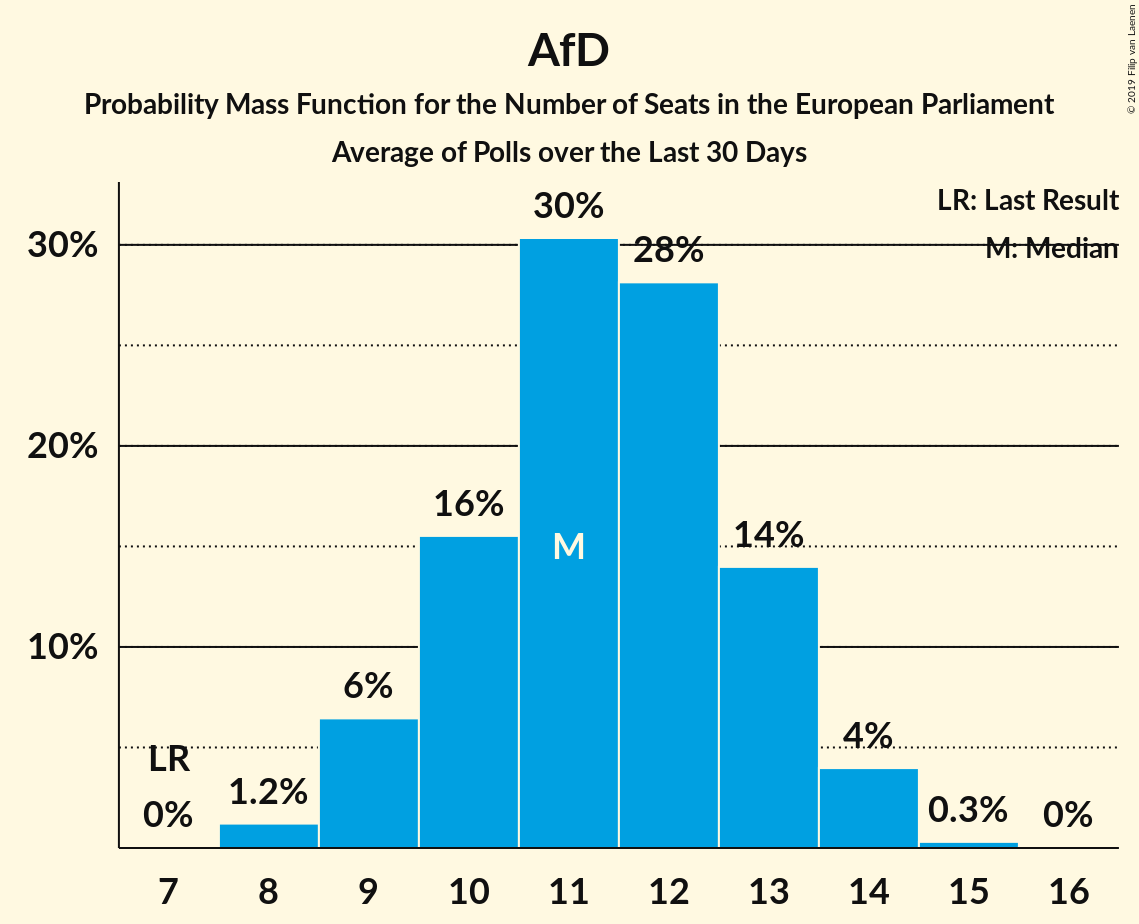 AfD
Probability Mass Function for the Number of Seats in the European Parliament
Average of Polls over the Last 30 Days
© 2019 Filip van Laenen
LR: Last Result
M: Median
30%
20%
10%
LR
0%
1.2%
6%
16%
30%
M
28%
14%
4%
0.3%
0%
7 8 9 10 11 12 13 14 15 16